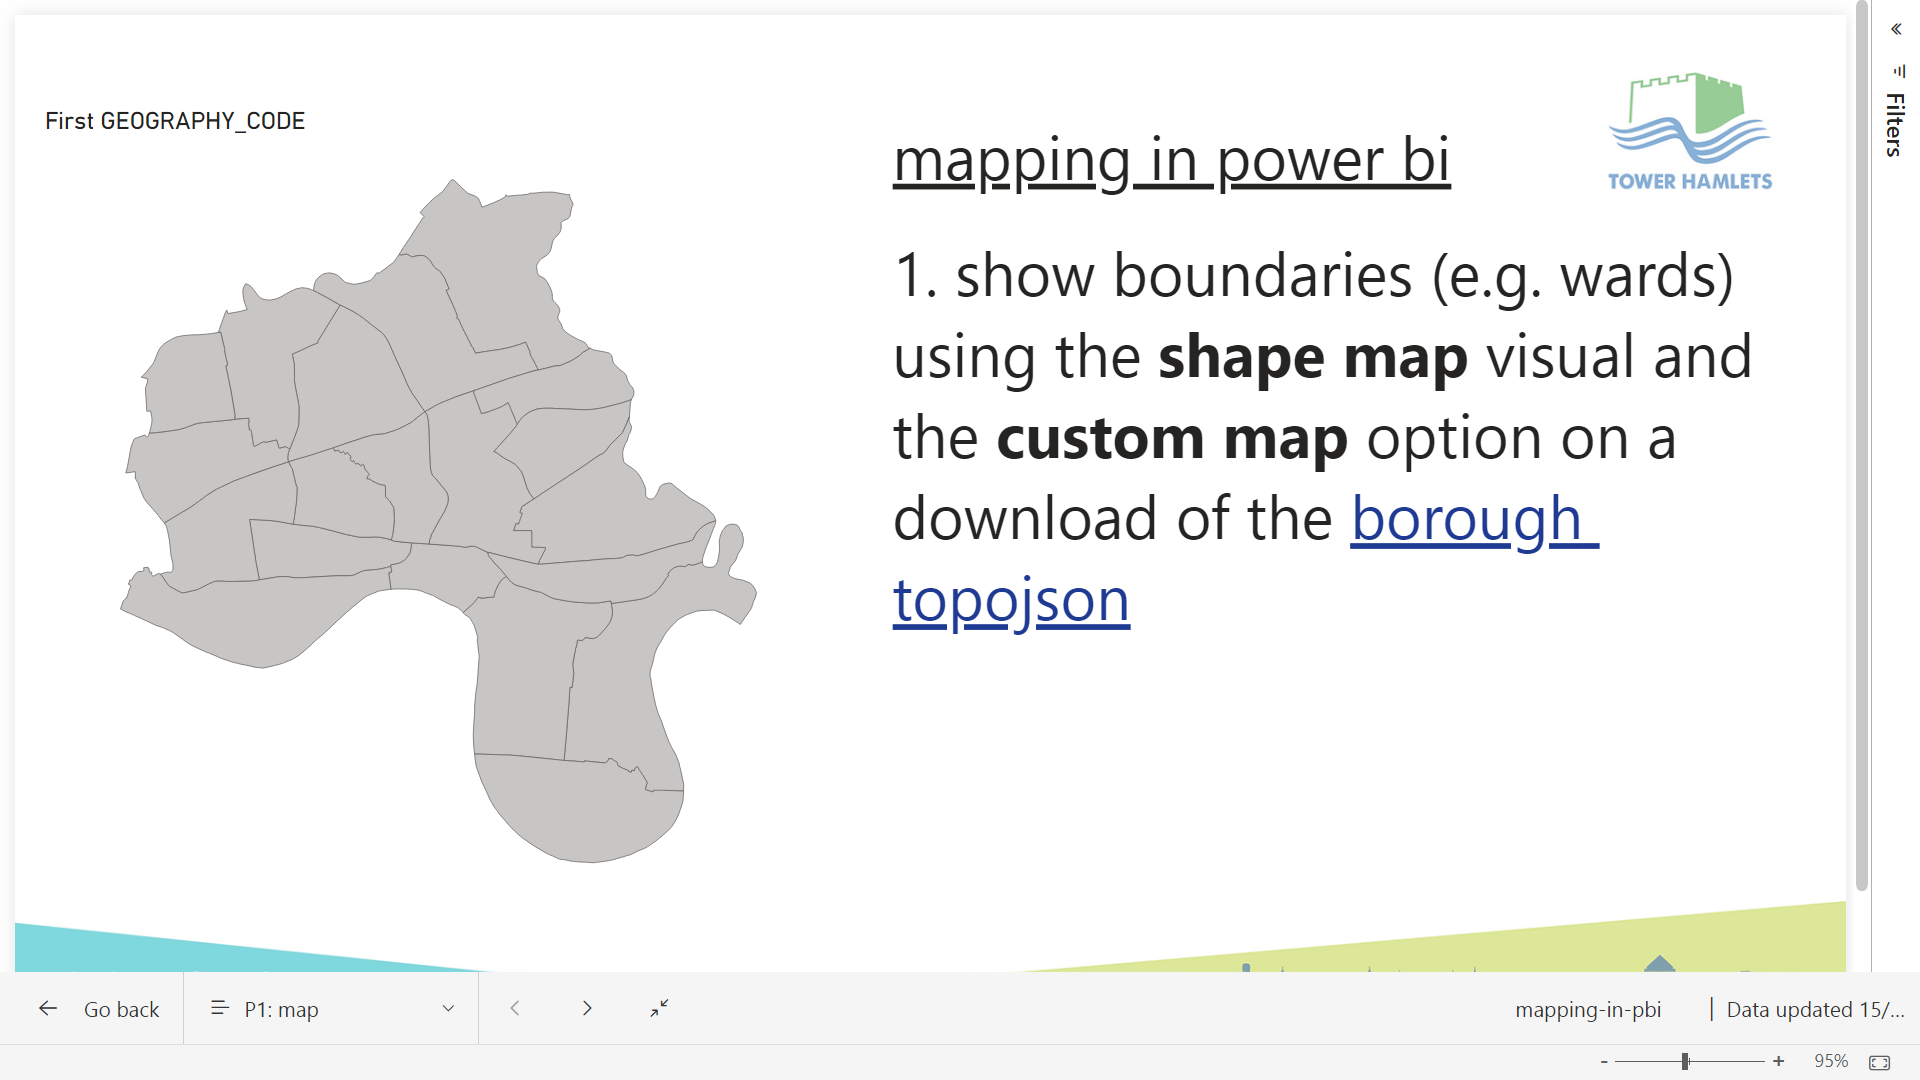 First GEOGRAPHY_CODE
TOWER HAMLETS
mapping in power bi
1. show boundaries (e.g. wards)
using the shape map visual and
the custom map option on a
download of the borough
topojson
Filters
Go back
P1: map
mapping-in-pbi
| Data updated 15/...
- + 95%